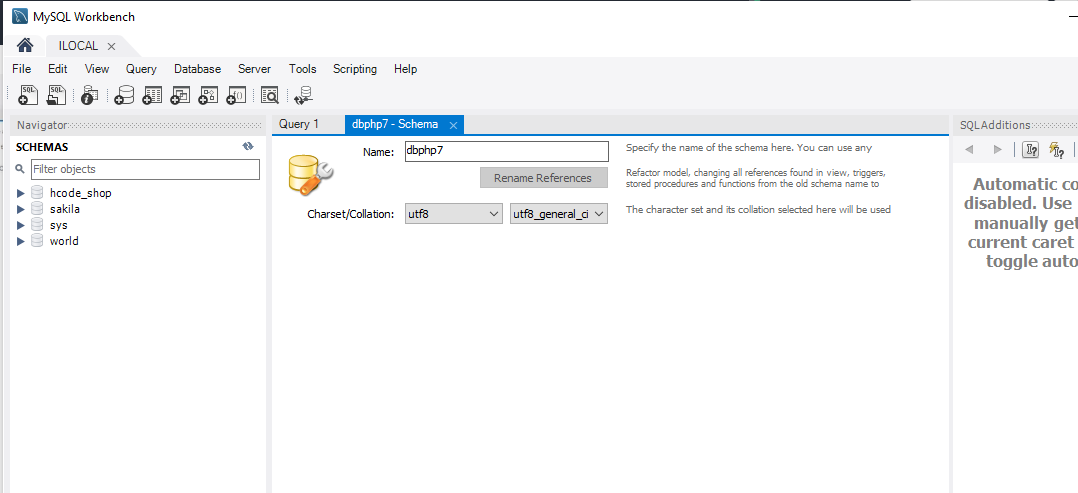 MySQL Workbench
ILOCAL
File Edit View Query Database Server Tools Scripting Help
Navigator
SCHEMAS
Filter objects
hcode_shop
sakila
sys
world
Query 1
dbphp7 - Schema
Name: dbphp7
Specify the name of the schema here. You can use any
Rename References
Refactor model, changing all references found in view, triggers,
stored procedures and functions from the old schema name to
Charset/Collation: utf8 utf8_general_ci
The character set and its collation selected here will be used
SQLAdditions
Automatic co
disabled. Use
manually get
current caret
toggle auto